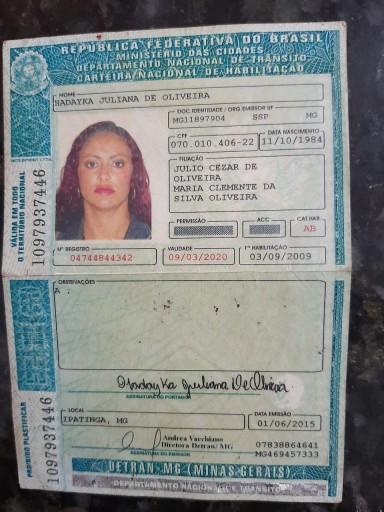 REPÚBLICA FEDERATIVA DO BRASIL
MINISTÉRIO DAS CIDADES
DEPARTAMENTO NACIONAL DE TRÂNSITO
CARTEIRA NACIONAL DE HABILITAÇÃO
NOME
HADAYKA JULIANA DE OLIVEIRA
DOC. IDENTIDADE / ORG. EMISSOR UF
MG11897904 SSP MG
CPF DATA NASCIMENTO
070.010.406-22 11/10/1984
FILIAÇÃO
JULIO CEZAR DE
OLIVEIRA
MARIA CLEMENTE DA
SILVA OLIVEIRA
PERMISSÃO ACC CAT. HAB.
AB
Nº REGISTRO VALIDADE 1ª HABILITAÇÃO
04744844342 09/03/2020 03/09/2009
VÁLIDA EM TODO
O TERRITÓRIO NACIONAL
1097937446
OBSERVAÇÕES
A
Hadayka Juliana De Oliveira
ASSINATURA DO PORTADOR
LOCAL DATA EMISSÃO
IPATINGA, MG 01/06/2015
Andrea Vacchiano
Diretora Detran/MG
ASSINATURA DO EMISSOR
07838864641
MG469457333
PROIBIDO PLASTIFICAR
1097937446
DETRAN-MG (MINAS GERAIS)
DEPARTAMENTO NACIONAL DE TRÂNSITO